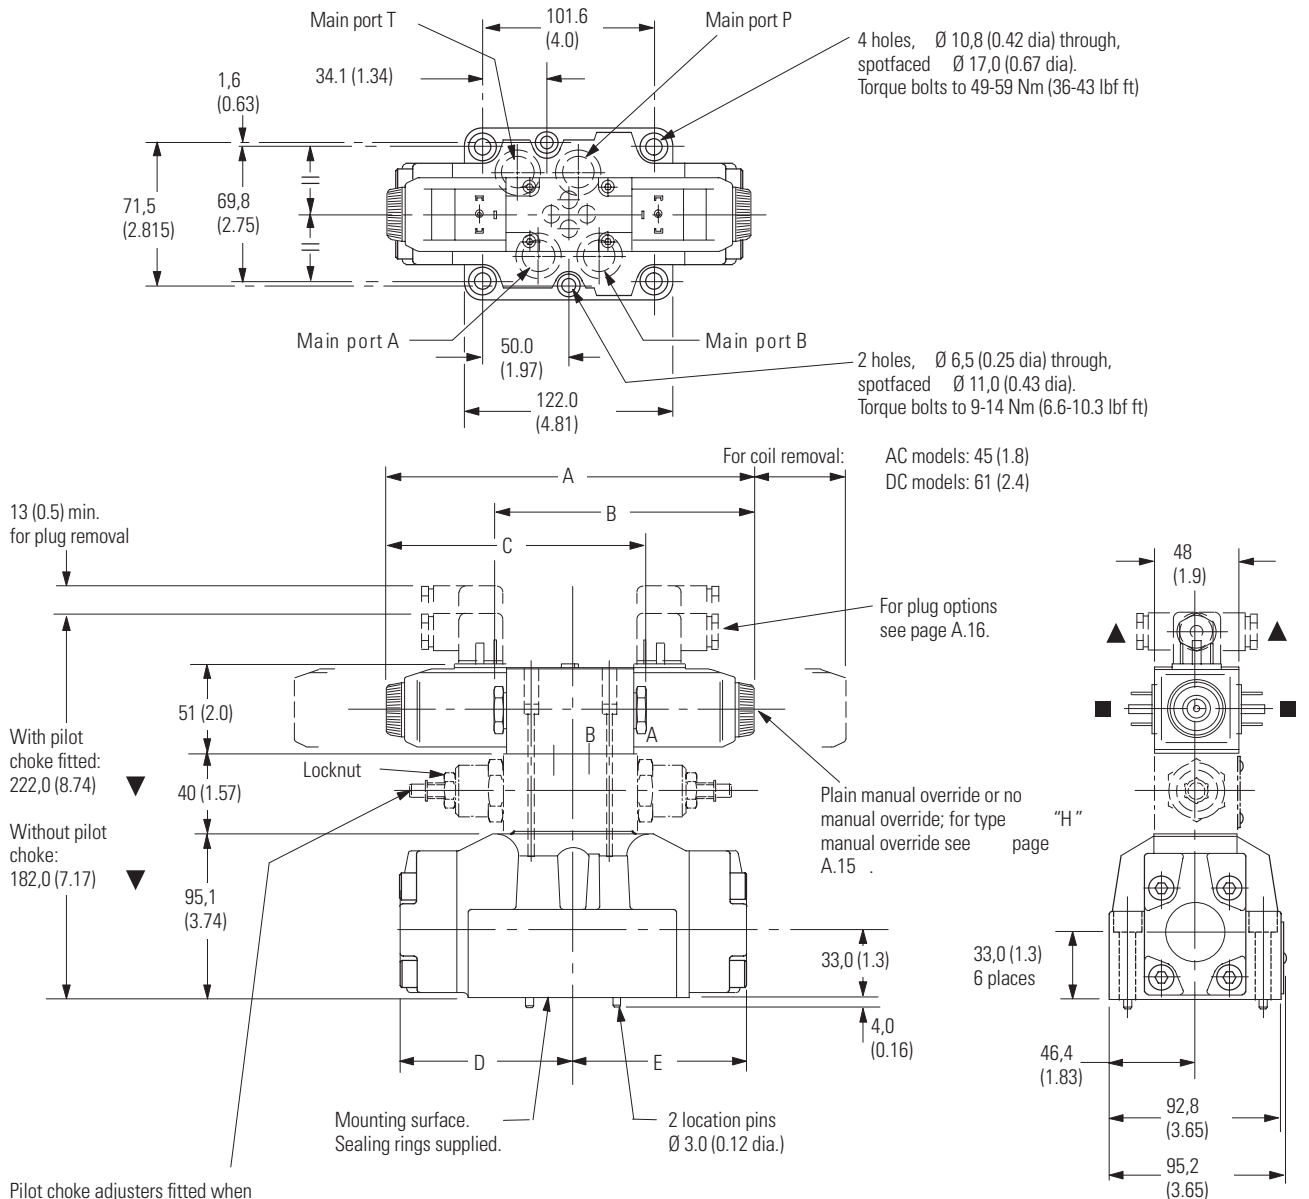 Main port T
101.6
(4.0)
Main port P
4 holes, Ø 10,8 (0.42 dia) through,
spotfaced Ø 17,0 (0.67 dia).
Torque bolts to 49-59 Nm (36-43 lbf ft)
34.1 (1.34)
1,6
(0.63)
71,5
(2.815)
69,8
(2.75)
=
=
Main port A
50.0
(1.97)
Main port B
122.0
(4.81)
2 holes, Ø 6,5 (0.25 dia) through,
spotfaced Ø 11,0 (0.43 dia).
Torque bolts to 9-14 Nm (6.6-10.3 lbf ft)
A
For coil removal:
AC models: 45 (1.8)
DC models: 61 (2.4)
B
C
13 (0.5) min.
for plug removal
48
(1.9)
For plug options
see page A.16.
51 (2.0)
With pilot
choke fitted:
222,0 (8.74) ▼
B
A
Locknut
40 (1.57)
Plain manual override or no
manual override; for type "H"
manual override see page
A.15 .
Without pilot
choke:
182,0 (7.17) ▼
95,1
(3.74)
33,0 (1.3)
33,0 (1.3)
6 places
4,0
(0.16)
D
E
46,4
(1.83)
92,8
(3.65)
95,2
(3.65)
Mounting surface.
Sealing rings supplied.
2 location pins
Ø 3.0 (0.12 dia.)
Pilot choke adjusters fitted when